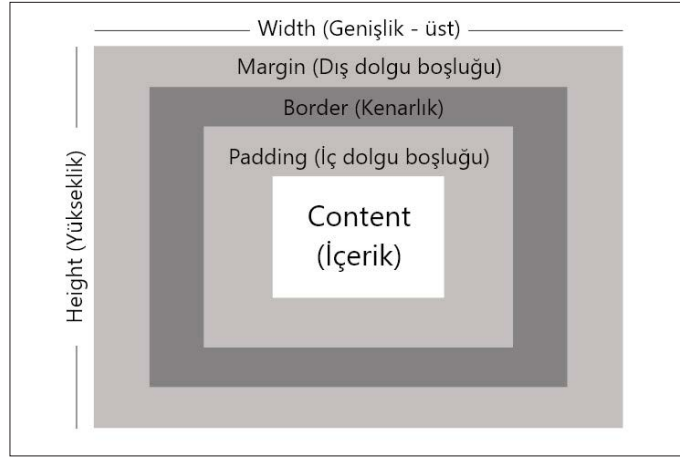 Width (Genişlik - üst)
Margin (Dış dolgu boşluğu)
Border (Kenarlık)
Padding (İç dolgu boşluğu)
Content
(İçerik)
Height (Yükseklik)